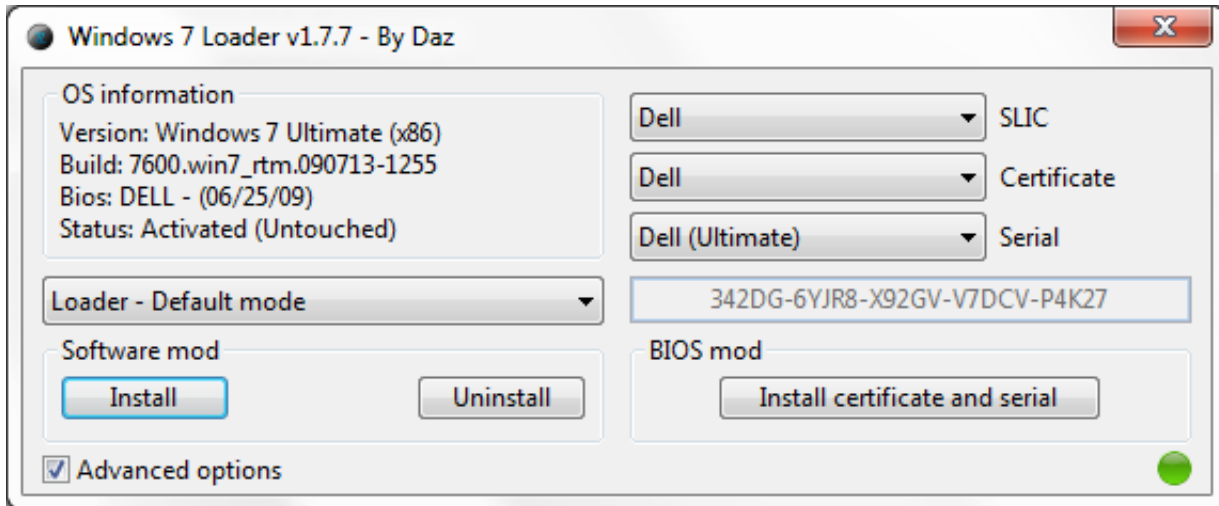 Windows 7 Loader v1.7.7 - By Daz
OS information
Version: Windows 7 Ultimate (x86)
Build: 7600.win7_rtm.090713-1255
Bios: DELL - (06/25/09)
Status: Activated (Untouched)
Dell SLIC
Dell Certificate
Dell (Ultimate) Serial
Loader - Default mode
342DG-6YJR8-X92GV-V7DCV-P4K27
Software mod
Install Uninstall
BIOS mod
Install certificate and serial
Advanced options